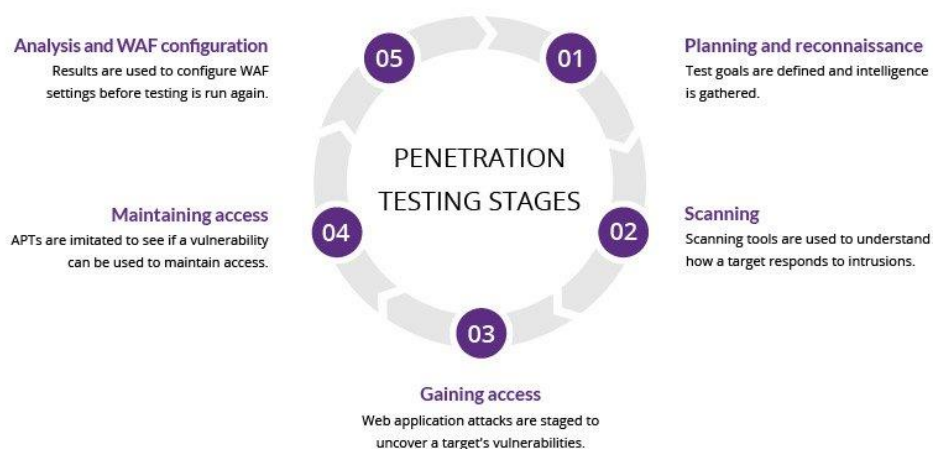 PENETRATION
TESTING STAGES
01
Planning and reconnaissance
Test goals are defined and intelligence
is gathered.
02
Scanning
Scanning tools are used to understand
how a target responds to intrusions.
03
Gaining access
Web application attacks are staged to
uncover a target's vulnerabilities.
04
Maintaining access
APTs are imitated to see if a vulnerability
can be used to maintain access.
05
Analysis and WAF configuration
Results are used to configure WAF
settings before testing is run again.